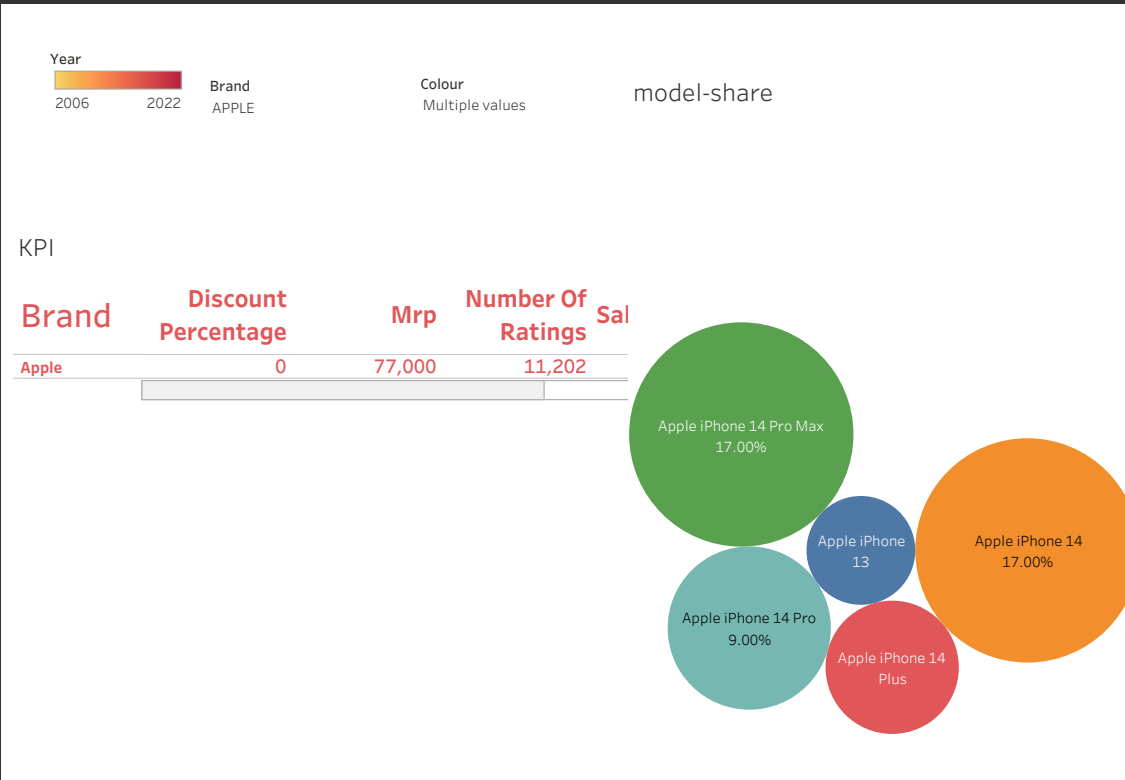 Year
2006 2022
Brand
APPLE
Colour
Multiple values
model-share
KPI
Brand Discount Percentage Mrp Number Of Ratings Sal
Apple 0 77,000 11,202
Apple iPhone 14 Pro Max
17.00%
Apple iPhone
13
Apple iPhone 14
17.00%
Apple iPhone 14 Pro
9.00%
Apple iPhone 14
Plus